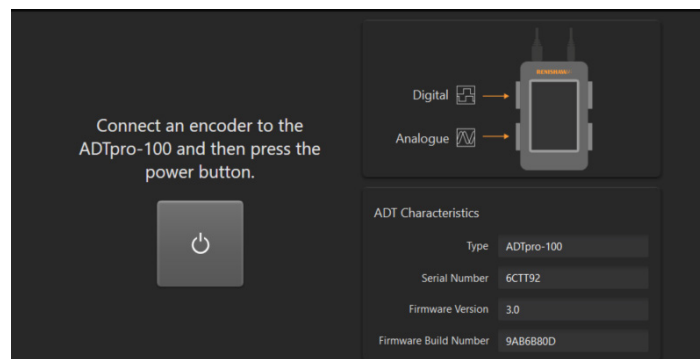 Connect an encoder to the
ADTpro-100 and then press the
power button.
RENISHAW
Digital
Analogue
ADT Characteristics
Type ADTpro-100
Serial Number 6CTT92
Firmware Version 3.0
Firmware Build Number 9AB6B80D